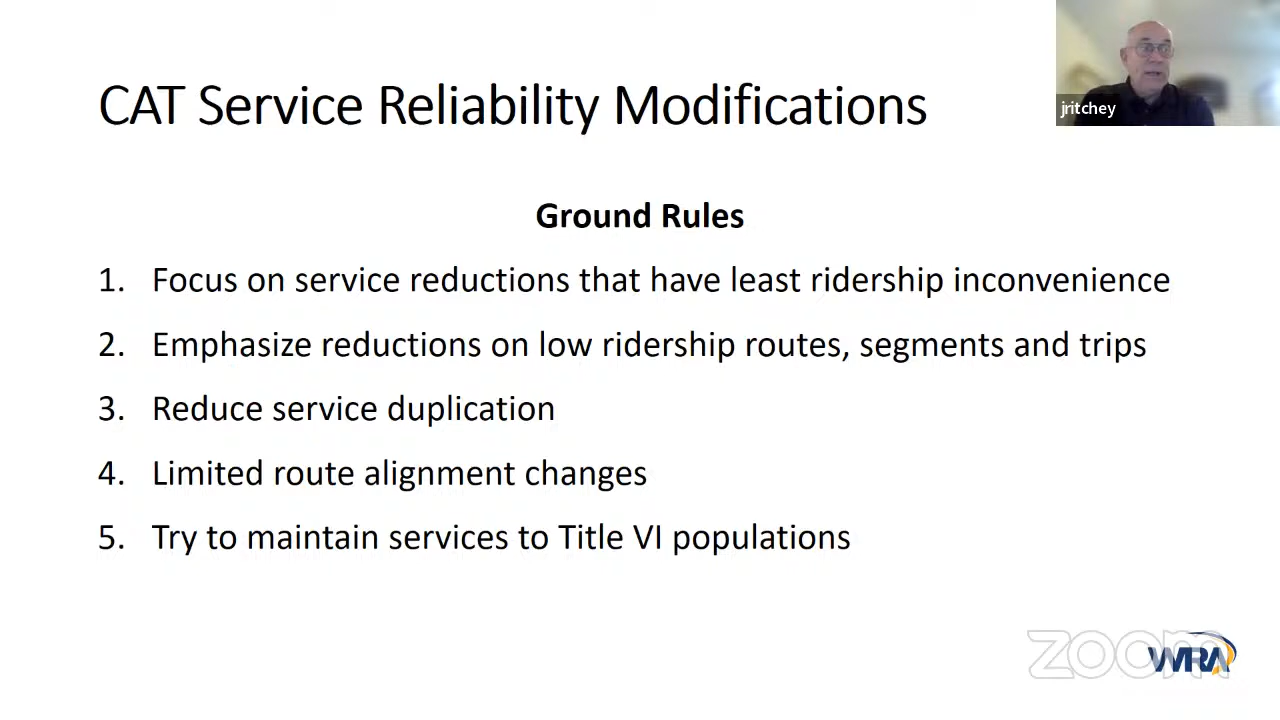 CAT Service Reliability Modifications
jritchey
Ground Rules
1. Focus on service reductions that have least ridership inconvenience
2. Emphasize reductions on low ridership routes, segments and trips
3. Reduce service duplication
4. Limited route alignment changes
5. Try to maintain services to Title VI populations
zoom
WRA